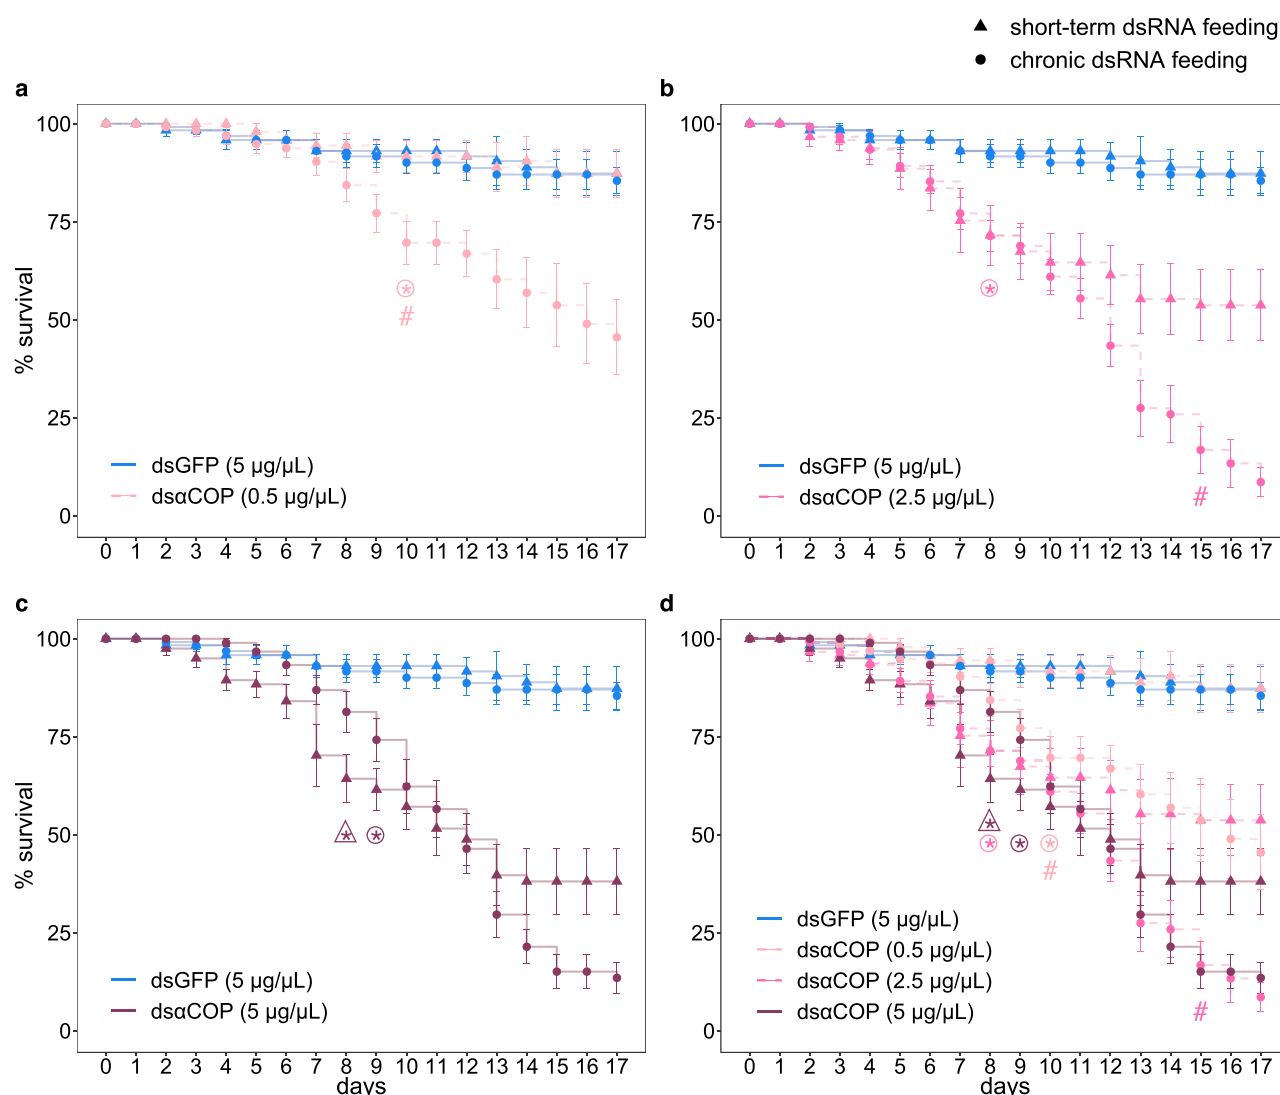 short-term dsRNA feeding
chronic dsRNA feeding
a
b
100
75
50
25
0
% survival
dsGFP (5 µg/µL)
dsαCOP (0.5 µg/µL)
* 
#
0 1 2 3 4 5 6 7 8 9 10 11 12 13 14 15 16 17
100
75
50
25
0
*
dsGFP (5 µg/µL)
dsαCOP (2.5 µg/µL)
#
0 1 2 3 4 5 6 7 8 9 10 11 12 13 14 15 16 17
c
d
100
75
50
25
0
% survival
* *
dsGFP (5 µg/µL)
dsαCOP (5 µg/µL)
0 1 2 3 4 5 6 7 8 9 10 11 12 13 14 15 16 17
days
100
75
50
25
0
*
* * *
#
dsGFP (5 µg/µL)
dsαCOP (0.5 µg/µL)
dsαCOP (2.5 µg/µL)
dsαCOP (5 µg/µL)
#
0 1 2 3 4 5 6 7 8 9 10 11 12 13 14 15 16 17
days